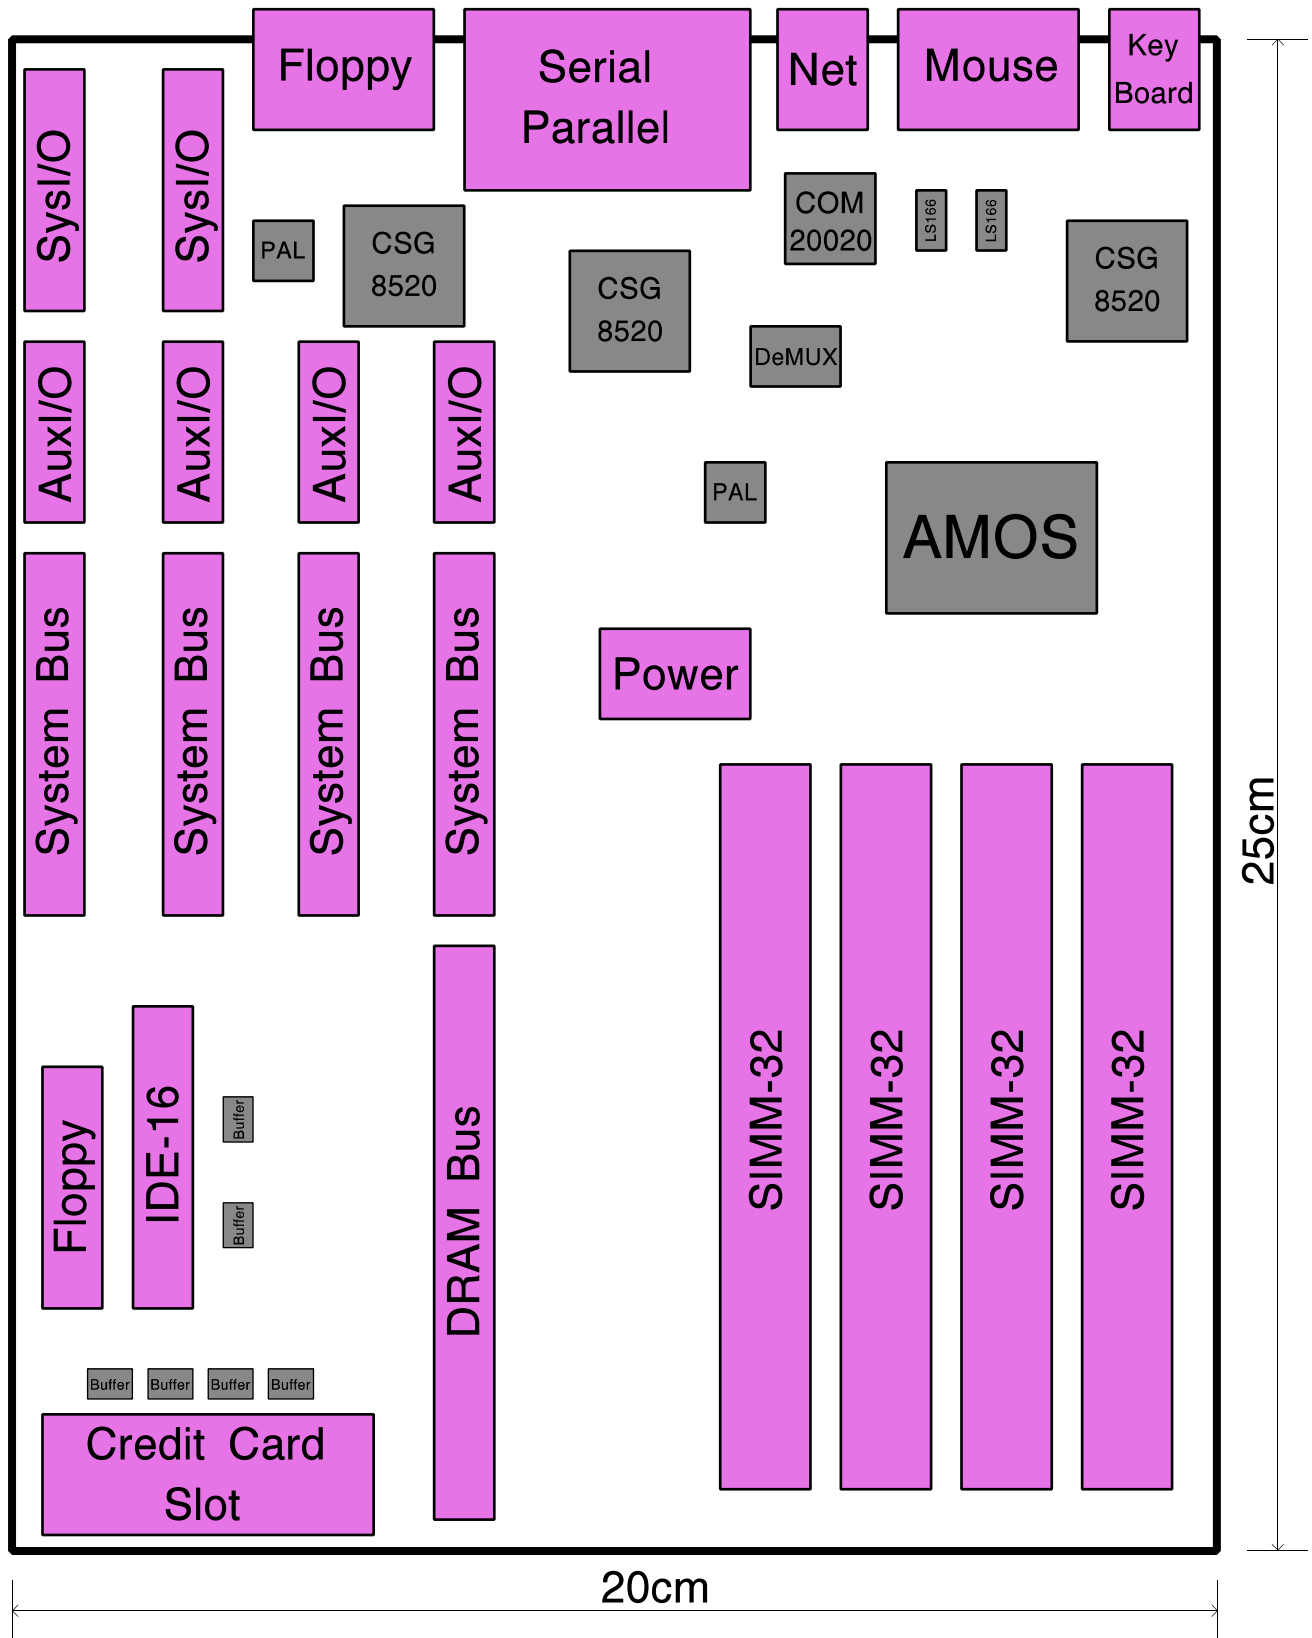 Floppy
Serial
Parallel
Net
Mouse
Key
Board
SysI/O
SysI/O
PAL
CSG
8520
CSG
8520
COM
20020
LS166
LS166
CSG
8520
DeMUX
AuxI/O
AuxI/O
AuxI/O
AuxI/O
PAL
AMOS
System Bus
System Bus
System Bus
System Bus
Power
25cm
SIMM-32
SIMM-32
SIMM-32
SIMM-32
Floppy
IDE-16
Buffer
Buffer
DRAM Bus
Buffer
Buffer
Buffer
Buffer
Credit Card
Slot
20cm